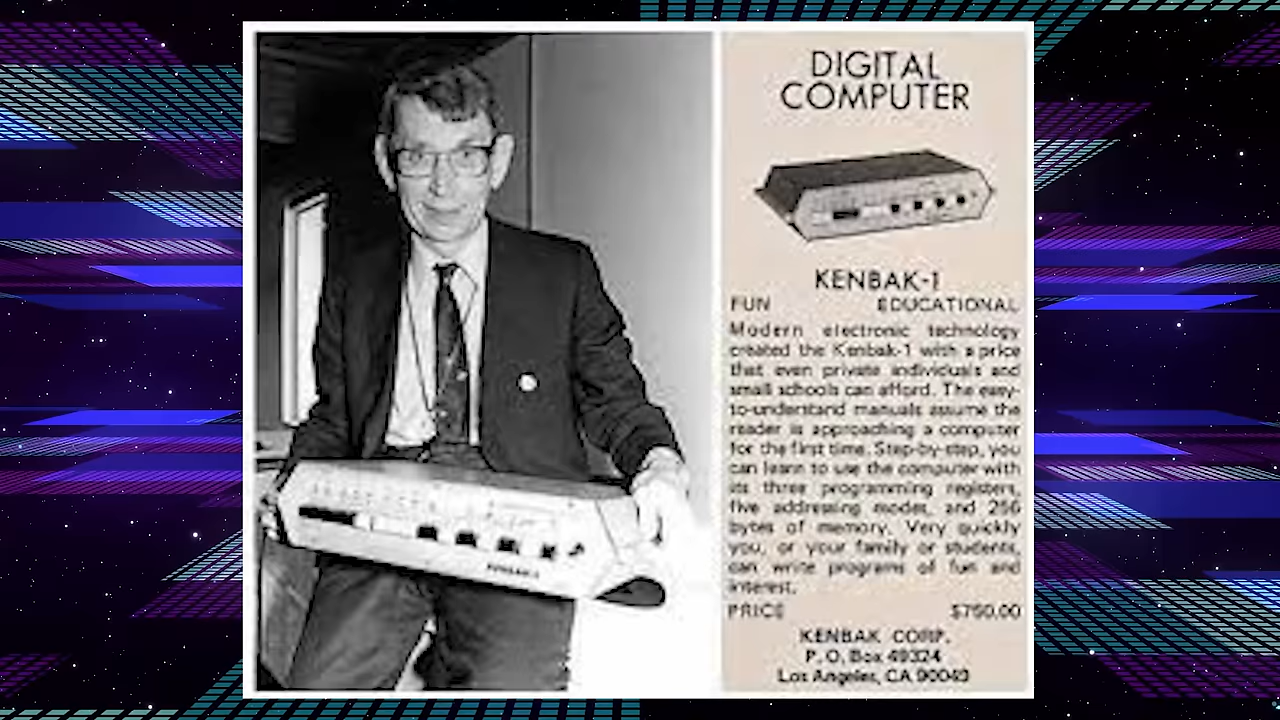 DIGITAL
COMPUTER
KENBAK-1
FUN EDUCATIONAL
Modern electronic technology
created the Kenbak-1 with a price
that even private individuals and
small schools can afford. The easy-
to-understand manuals assume the
reader is approaching a computer
for the first time. Step-by-step, you
can learn to use the computer with
its three programming registers,
five addressing modes, and 256
bytes of memory. Very quickly
you, or your family or students,
can write programs of fun and
interest.
PRICE $750.00
KENBAK CORP.
P. O. Box 49324
Los Angeles, CA 90049
KENBAK-1